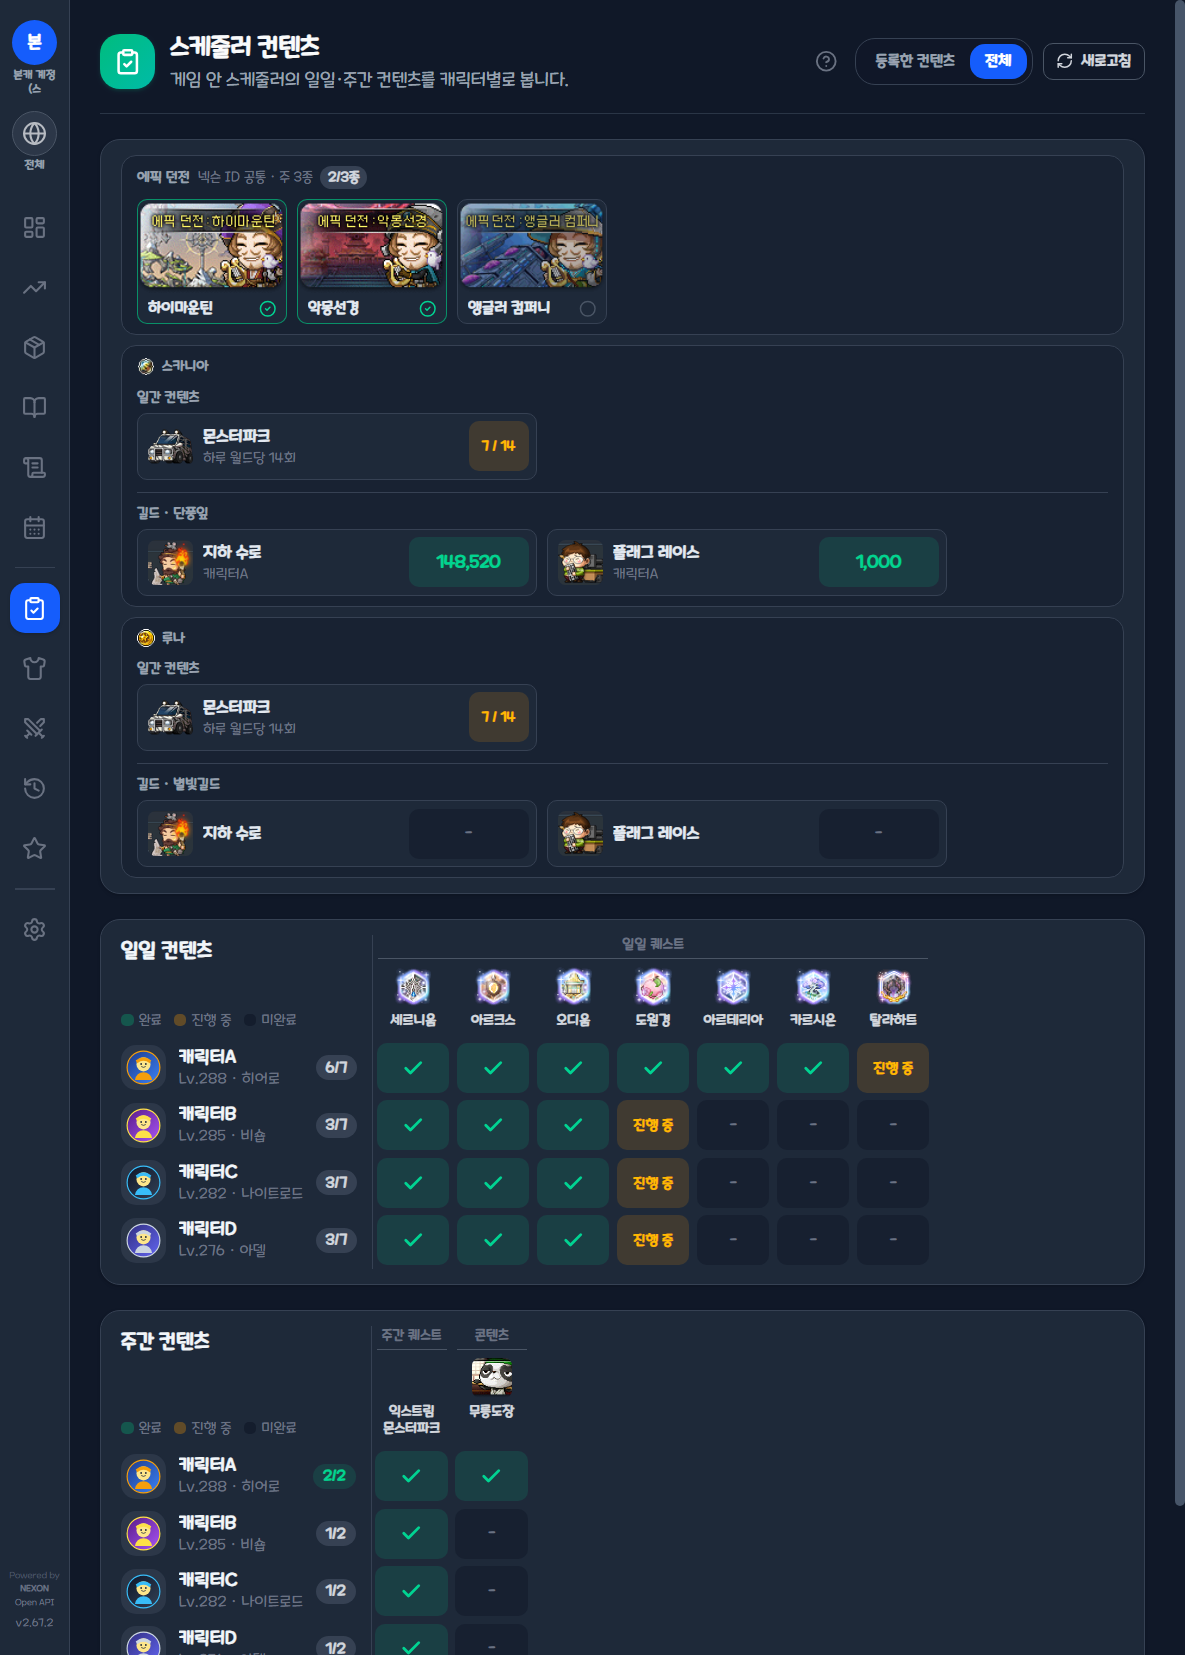 본
본캐 계정
(스
전체
Powered by
NEXON
Open API
v2.67.2
스케줄러 컨텐츠
게임 안 스케줄러의 일일·주간 컨텐츠를 캐릭터별로 봅니다.
등록한 컨텐츠 전체 새로고침
에픽 던전 넥슨 ID 공통 · 주 3종 2/3종
에픽 던전 : 하이마운틴 에픽 던전 : 악몽선경 에픽 던전 : 앵글러 컴퍼니
하이마운틴 악몽선경 앵글러 컴퍼니
스카니아
일간 컨텐츠
몬스터파크
하루 월드당 14회
7 / 14
길드 · 단풍잎
지하 수로
캐릭터A
148,520
플래그 레이스
캐릭터A
1,000
루나
일간 컨텐츠
몬스터파크
하루 월드당 14회
7 / 14
길드 · 별빛길드
지하 수로 -
플래그 레이스 -
일일 컨텐츠
일일 퀘스트
완료 진행 중 미완료
세르니움 아르크스 오디움 도원경 아르테리아 카르시온 탈라하트
캐릭터A
Lv.288 · 히어로
6/7
진행 중
캐릭터B
Lv.285 · 비숍
3/7
진행 중 - - -
캐릭터C
Lv.282 · 나이트로드
3/7
진행 중 - - -
캐릭터D
Lv.276 · 아델
3/7
진행 중 - - -
주간 컨텐츠
주간 퀘스트 콘텐츠
완료 진행 중 미완료
익스트림
몬스터파크
무릉도장
캐릭터A
Lv.288 · 히어로
2/2
캐릭터B
Lv.285 · 비숍
1/2
-
캐릭터C
Lv.282 · 나이트로드
1/2
-
캐릭터D
1/2
-